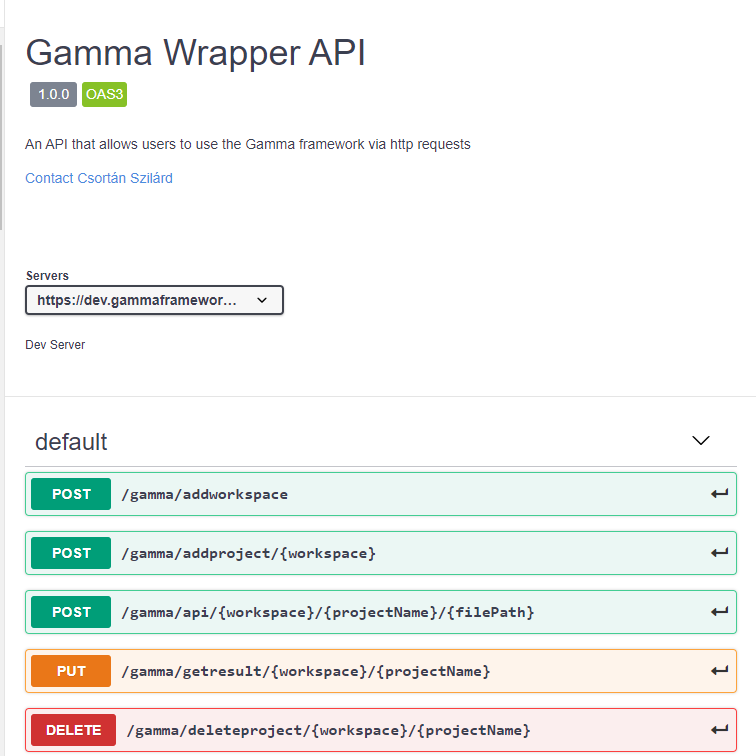 Gamma Wrapper API
1.0.0 OAS3
An API that allows users to use the Gamma framework via http requests
Contact Csortán Szilárd
Servers
https://dev.gammaframewor...
Dev Server
default
POST /gamma/addworkspace
POST /gamma/addproject/{workspace}
POST /gamma/api/{workspace}/{projectName}/{filePath}
PUT /gamma/getresult/{workspace}/{projectName}
DELETE /gamma/deleteproject/{workspace}/{projectName}